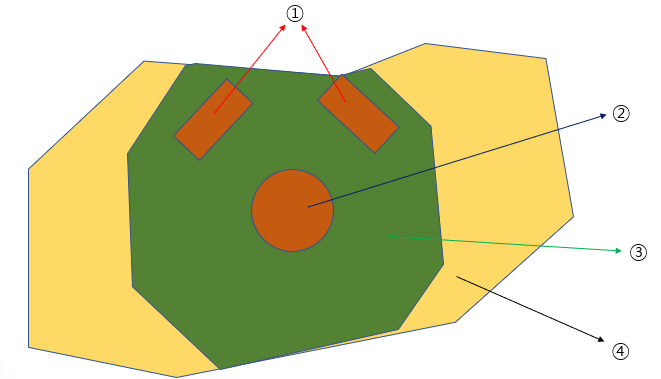 ①
②
③
④